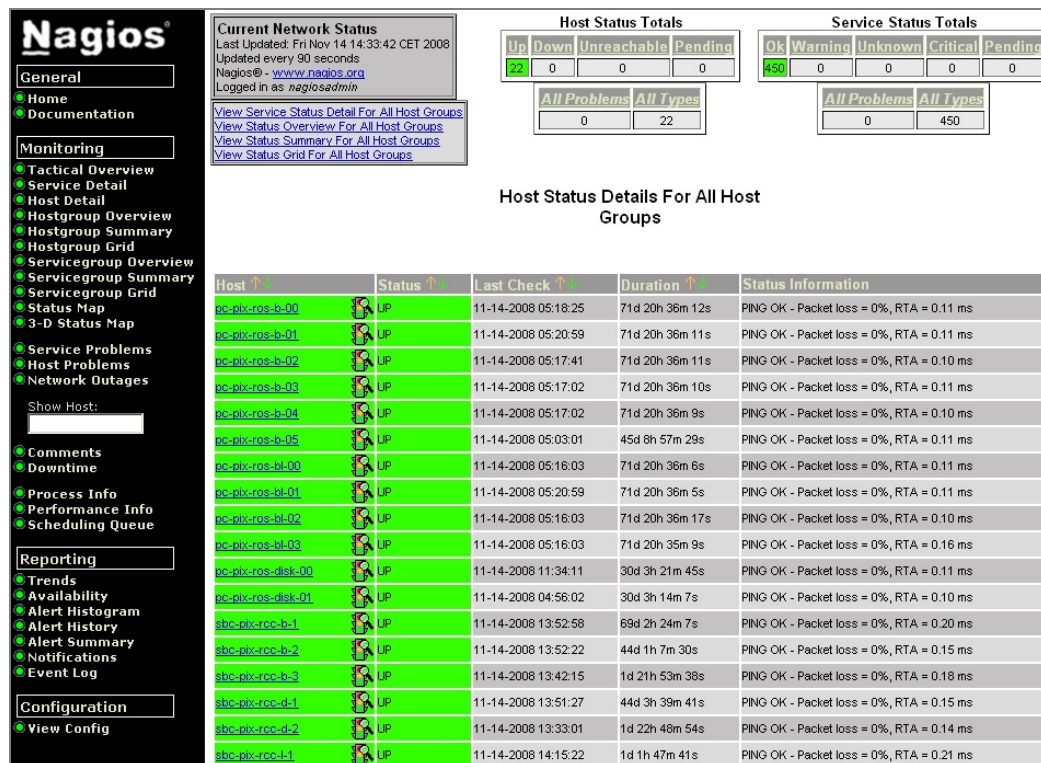 Nagios®
General
Home
Documentation
Monitoring
Tactical Overview
Service Detail
Host Detail
Hostgroup Overview
Hostgroup Summary
Hostgroup Grid
Servicegroup Overview
Servicegroup Summary
Servicegroup Grid
Status Map
3-D Status Map
Service Problems
Host Problems
Network Outages
Show Host:
Comments
Downtime
Process Info
Performance Info
Scheduling Queue
Reporting
Trends
Availability
Alert Histogram
Alert History
Alert Summary
Notifications
Event Log
Configuration
View Config
Current Network Status
Last Updated: Fri Nov 14 14:33:42 CET 2008
Updated every 90 seconds
Nagios® - www.nagios.org
Logged in as nagiosadmin
View Service Status Detail For All Host Groups
View Status Overview For All Host Groups
View Status Summary For All Host Groups
View Status Grid For All Host Groups
Host Status Totals
Up Down Unreachable Pending
22 0 0 0
All Problems All Types
0 22
Service Status Totals
Ok Warning Unknown Critical Pending
450 0 0 0 0
All Problems All Types
0 450
Host Status Details For All Host
Groups
Host Status Last Check Duration Status Information
pc-pix-ros-b-00 UP 11-14-2008 05:18:25 71d 20h 36m 12s PING OK - Packet loss = 0%, RTA = 0.11 ms
pc-pix-ros-b-01 UP 11-14-2008 05:20:59 71d 20h 36m 11s PING OK - Packet loss = 0%, RTA = 0.11 ms
pc-pix-ros-b-02 UP 11-14-2008 05:17:41 71d 20h 36m 11s PING OK - Packet loss = 0%, RTA = 0.10 ms
pc-pix-ros-b-03 UP 11-14-2008 05:17:02 71d 20h 36m 10s PING OK - Packet loss = 0%, RTA = 0.11 ms
pc-pix-ros-b-04 UP 11-14-2008 05:17:02 71d 20h 36m 9s PING OK - Packet loss = 0%, RTA = 0.10 ms
pc-pix-ros-b-05 UP 11-14-2008 05:03:01 45d 8h 57m 29s PING OK - Packet loss = 0%, RTA = 0.11 ms
pc-pix-ros-bl-00 UP 11-14-2008 05:16:03 71d 20h 36m 6s PING OK - Packet loss = 0%, RTA = 0.11 ms
pc-pix-ros-bl-01 UP 11-14-2008 05:20:59 71d 20h 36m 5s PING OK - Packet loss = 0%, RTA = 0.11 ms
pc-pix-ros-bl-02 UP 11-14-2008 05:16:03 71d 20h 36m 17s PING OK - Packet loss = 0%, RTA = 0.10 ms
pc-pix-ros-bl-03 UP 11-14-2008 05:16:03 71d 20h 35m 9s PING OK - Packet loss = 0%, RTA = 0.16 ms
pc-pix-ros-disk-00 UP 11-14-2008 11:34:11 30d 3h 21m 45s PING OK - Packet loss = 0%, RTA = 0.11 ms
pc-pix-ros-disk-01 UP 11-14-2008 04:56:02 30d 3h 14m 7s PING OK - Packet loss = 0%, RTA = 0.10 ms
sbc-pix-rcc-b-1 UP 11-14-2008 13:52:58 69d 2h 24m 7s PING OK - Packet loss = 0%, RTA = 0.20 ms
sbc-pix-rcc-b-2 UP 11-14-2008 13:52:22 44d 1h 7m 30s PING OK - Packet loss = 0%, RTA = 0.15 ms
sbc-pix-rcc-b-3 UP 11-14-2008 13:42:15 1d 21h 53m 38s PING OK - Packet loss = 0%, RTA = 0.18 ms
sbc-pix-rcc-d-1 UP 11-14-2008 13:51:27 44d 3h 39m 41s PING OK - Packet loss = 0%, RTA = 0.15 ms
sbc-pix-rcc-d-2 UP 11-14-2008 13:33:01 1d 22h 48m 54s PING OK - Packet loss = 0%, RTA = 0.14 ms
sbc-pix-rcc-l-1 UP 11-14-2008 14:15:22 1d 1h 47m 41s PING OK - Packet loss = 0%, RTA = 0.21 ms